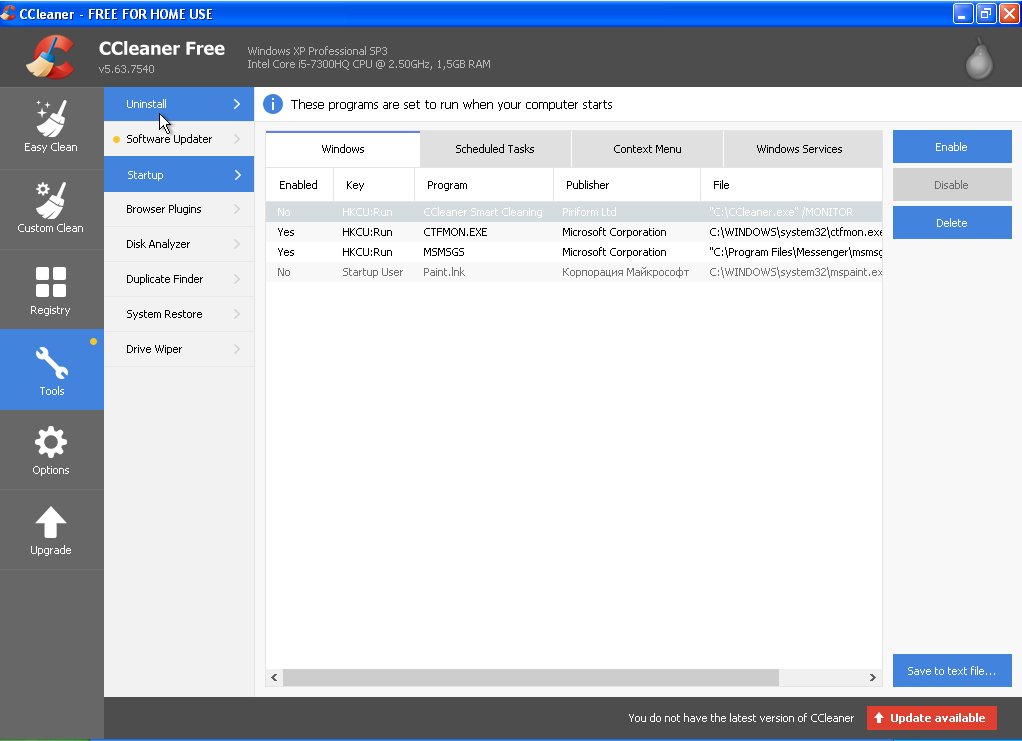 CCleaner - FREE FOR HOME USE
CCleaner Free
v5.63.7540
Windows XP Professional SP3
Intel Core i5-7300HQ CPU @ 2.50GHz, 1,5GB RAM
Easy Clean
Custom Clean
Registry
Tools
Options
Upgrade
Uninstall
Software Updater
Startup
Browser Plugins
Disk Analyzer
Duplicate Finder
System Restore
Drive Wiper
These programs are set to run when your computer starts
Windows Scheduled Tasks Context Menu Windows Services
Enabled Key Program Publisher File
No HKCU:Run CCleaner Smart Cleaning Piriform Ltd "C:\CCleaner.exe" /MONITOR
Yes HKCU:Run CTFMON.EXE Microsoft Corporation C:\WINDOWS\system32\ctfmon.exe
Yes HKCU:Run MSMSGS Microsoft Corporation "C:\Program Files\Messenger\msmsg
No Startup User Paint.lnk Корпорация Майкрософт C:\WINDOWS\system32\mspaint.ex
Enable
Disable
Delete
Save to text file...
You do not have the latest version of CCleaner
Update available